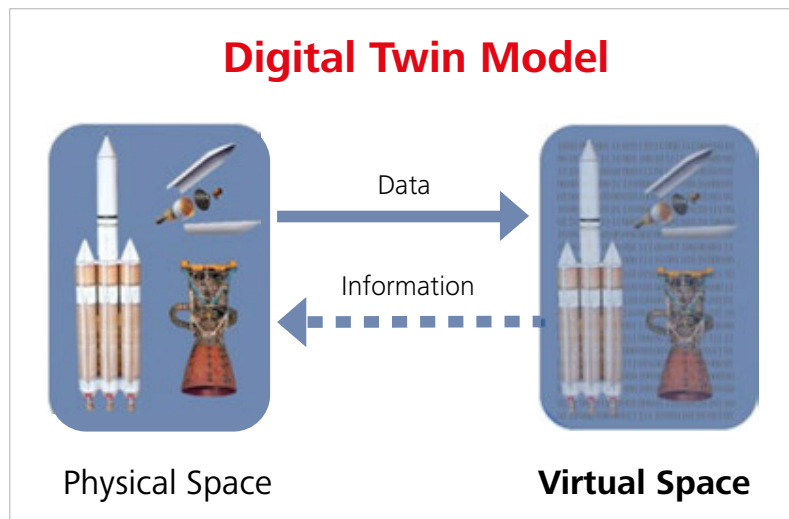 Digital Twin Model
Data
Information
Physical Space
Virtual Space